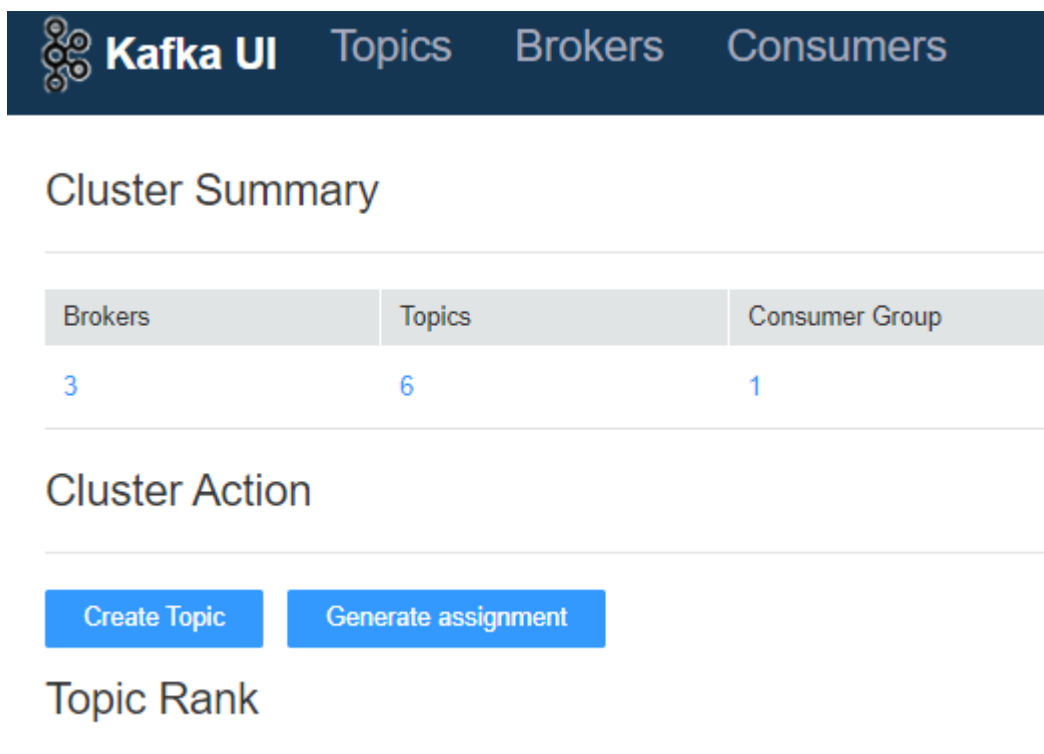 Kafka UI Topics Brokers Consumers
Cluster Summary
Brokers Topics Consumer Group
3 6 1
Cluster Action
Create Topic Generate assignment
Topic Rank